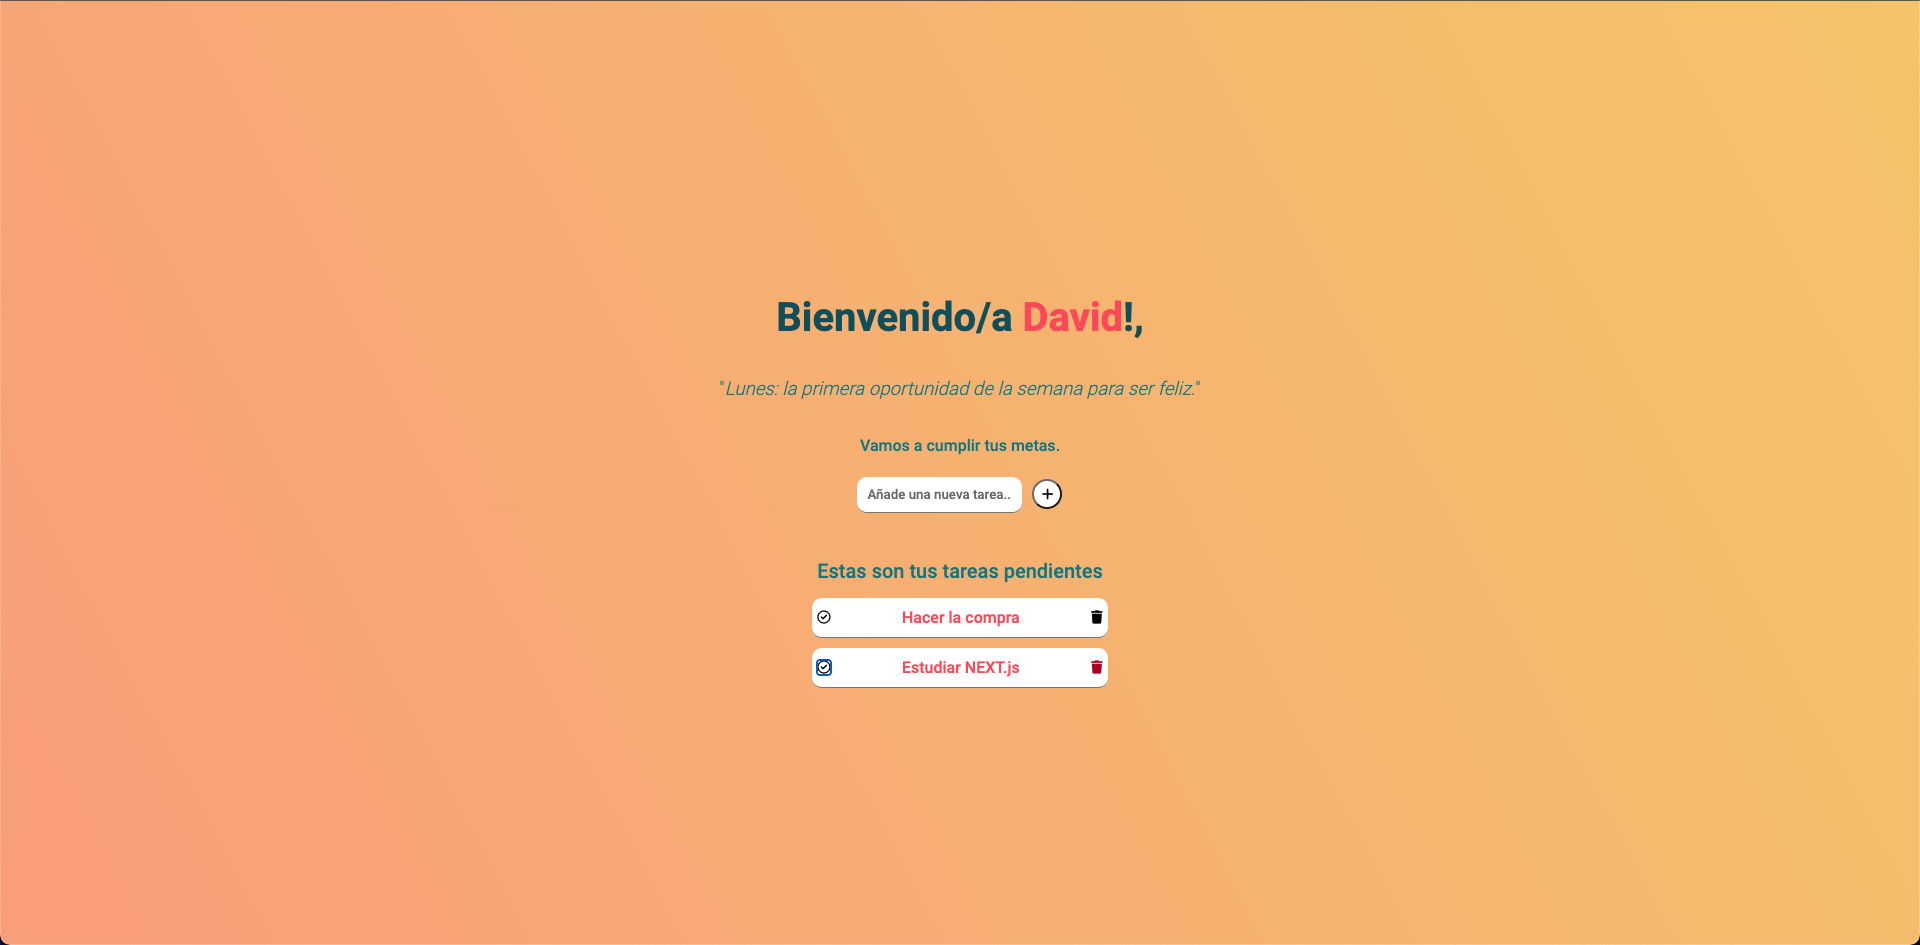 Bienvenido/a David!,
"Lunes: la primera oportunidad de la semana para ser feliz."
Vamos a cumplir tus metas.
Añade una nueva tarea..
Estas son tus tareas pendientes
Hacer la compra
Estudiar NEXT.js